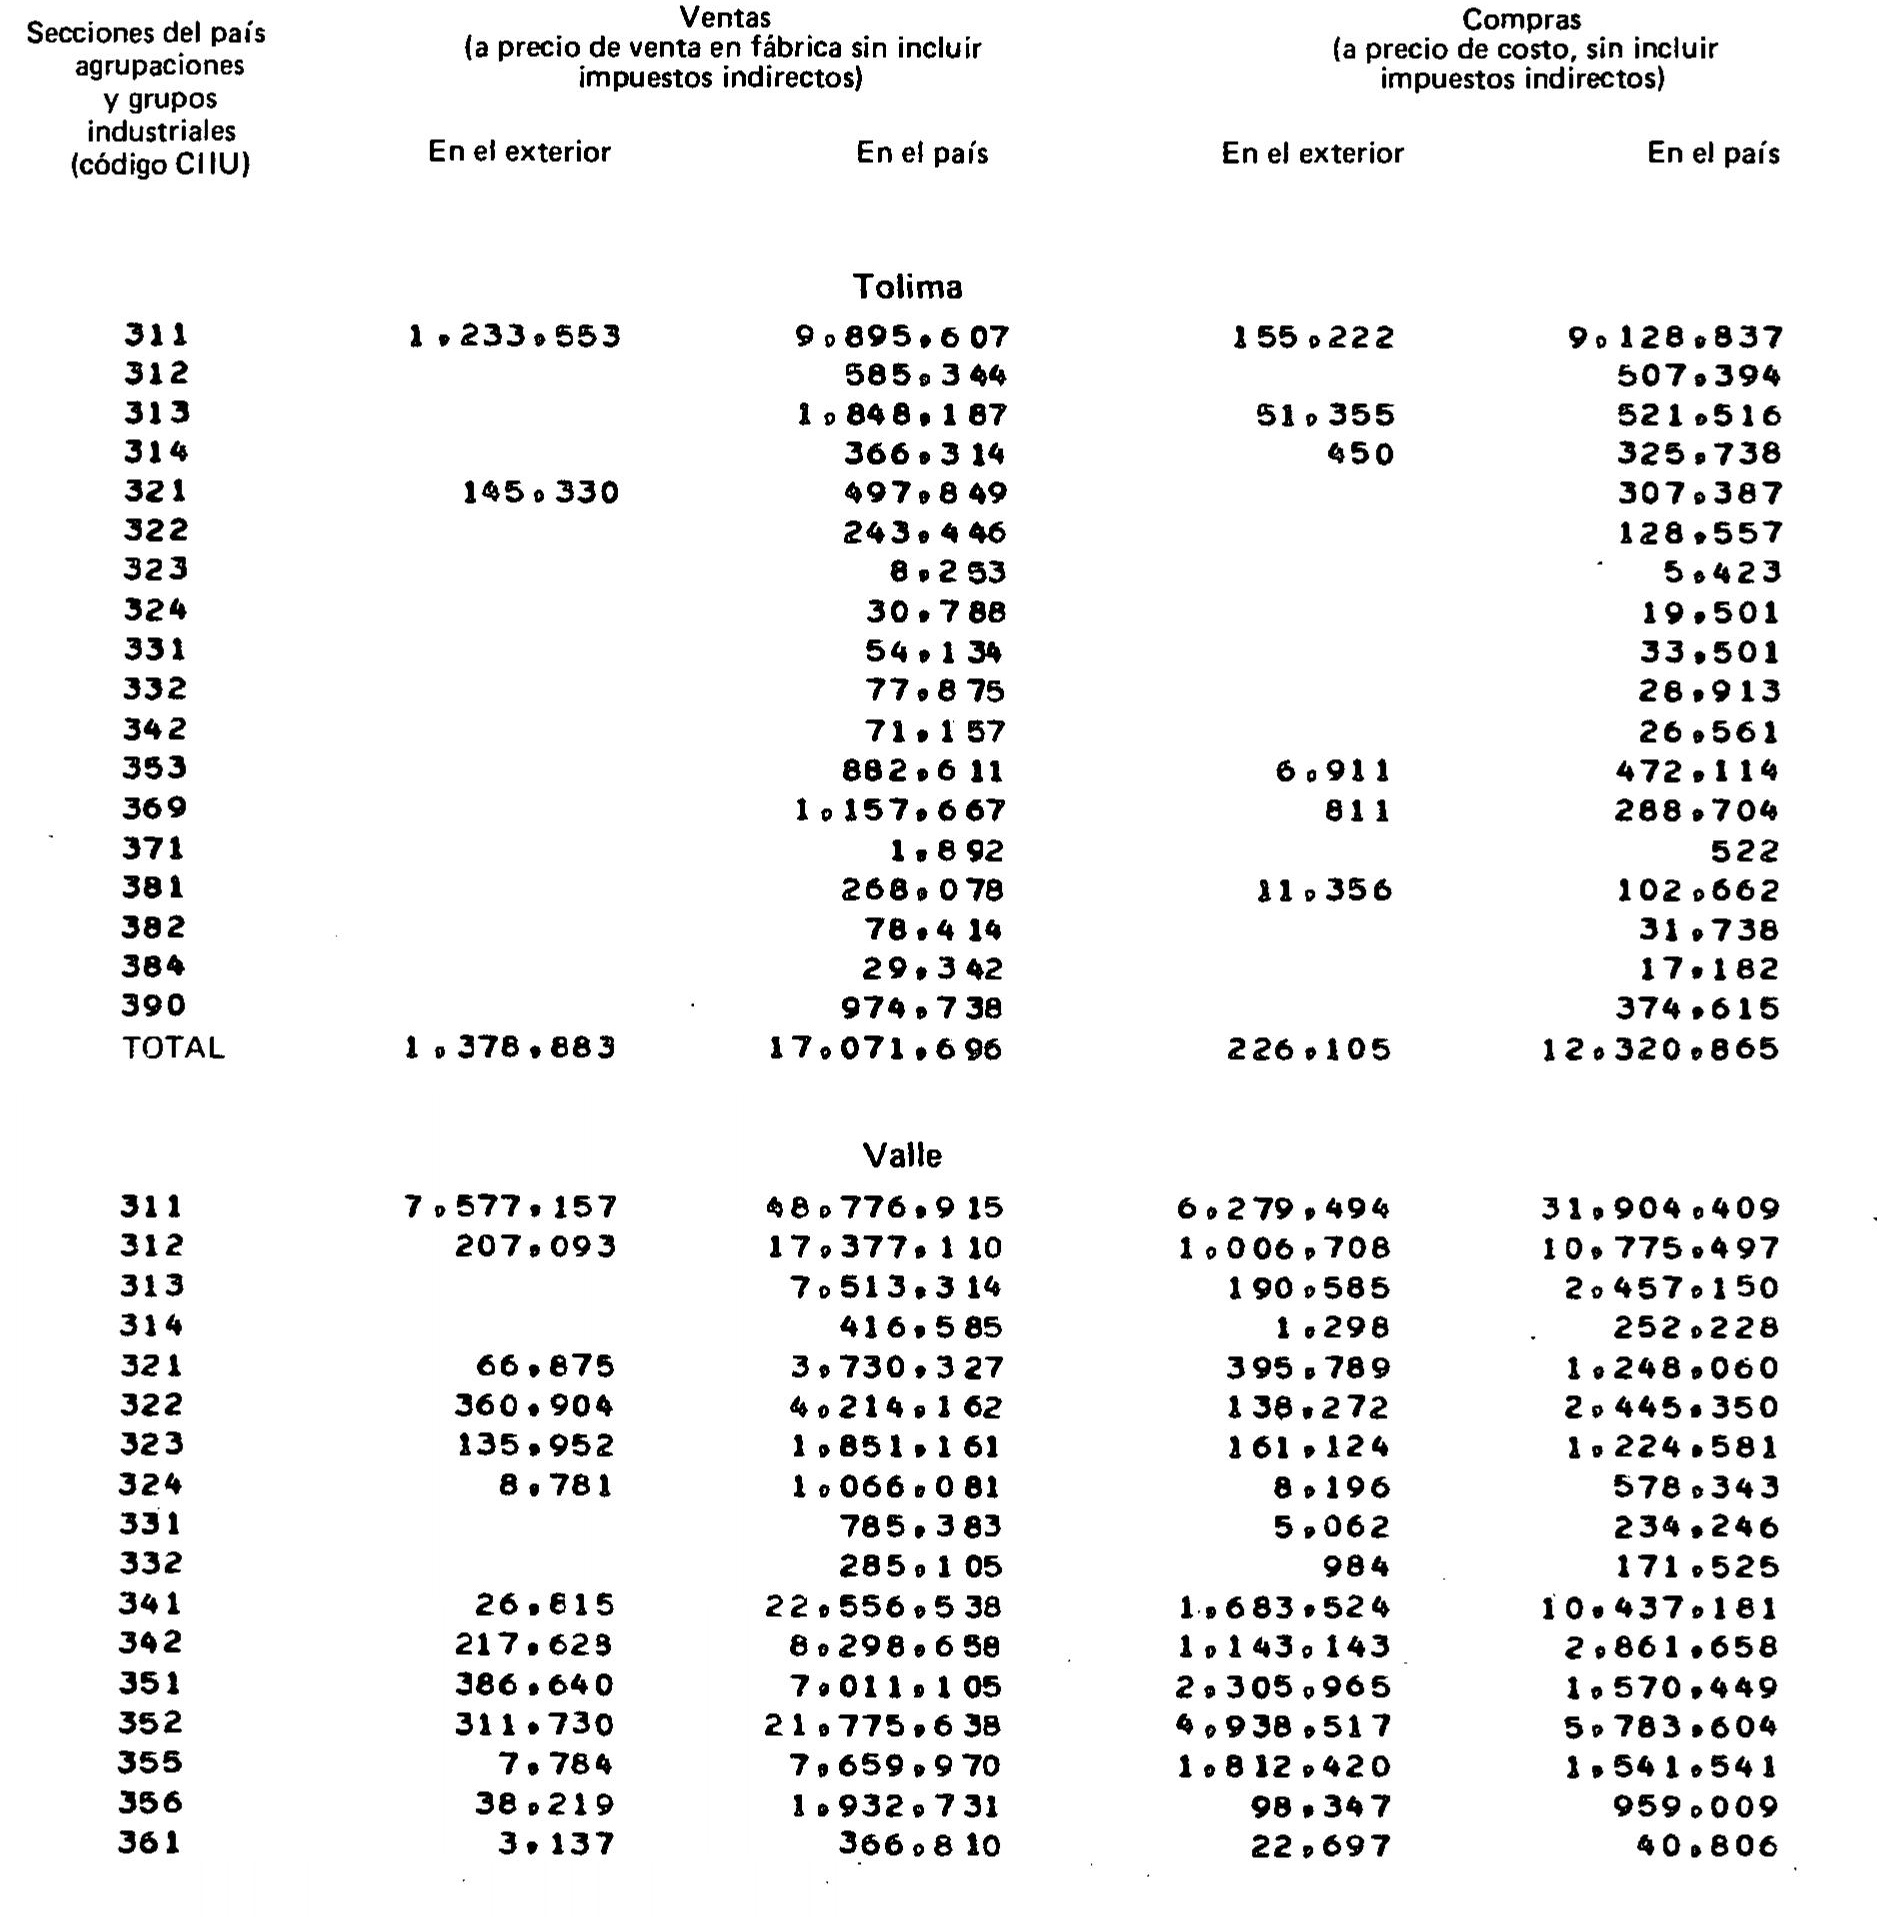 Secciones del país
agrupaciones
y grupos
industriales
(código CIIU)
Ventas
(a precio de venta en fábrica sin incluír
impuestos indirectos)
Compras
(a precio de costo, sin incluir
impuestos indirectos)
En el exterior En el país En el exterior En el país
Tolima
311 1.233.553 9.895.607 155.222 9.128.837
312 585.344 507.394
313 1.848.187 51.355 521.516
314 366.314 450 325.738
321 145.330 497.849 307.387
322 243.446 128.557
323 8.253 5.423
324 30.788 19.501
331 54.134 33.501
332 77.875 28.913
342 71.157 26.561
353 882.611 6.911 472.114
369 1.157.667 811 288.704
371 1.892 522
381 268.078 11.356 102.662
382 78.414 31.738
384 29.342 17.182
390 974.738 374.615
TOTAL 1.378.883 17.071.696 226.105 12.320.865
Valle
311 7.577.157 48.776.915 6.279.494 31.904.409
312 207.093 17.377.110 1.006.708 10.775.497
313 7.513.314 190.585 2.457.150
314 416.585 1.298 252.228
321 66.875 3.730.327 395.789 1.248.060
322 360.904 4.214.162 138.272 2.445.350
323 135.952 1.851.161 161.124 1.224.581
324 8.781 1.066.081 8.196 578.343
331 785.383 5.062 234.246
332 285.105 984 171.525
341 22.556.538 1.683.524 10.437.181
342 8.298.658 1.143.143 2.861.658
351 386.640 7.011.105 2.305.965 1.570.449
352 311.730 21.775.638 4.938.517 5.783.604
355 7.784 7.659.970 1.812.420 1.541.541
356 38.219 1.932.731 98.347 959.009
361 3.137 366.810 22.697 40.806